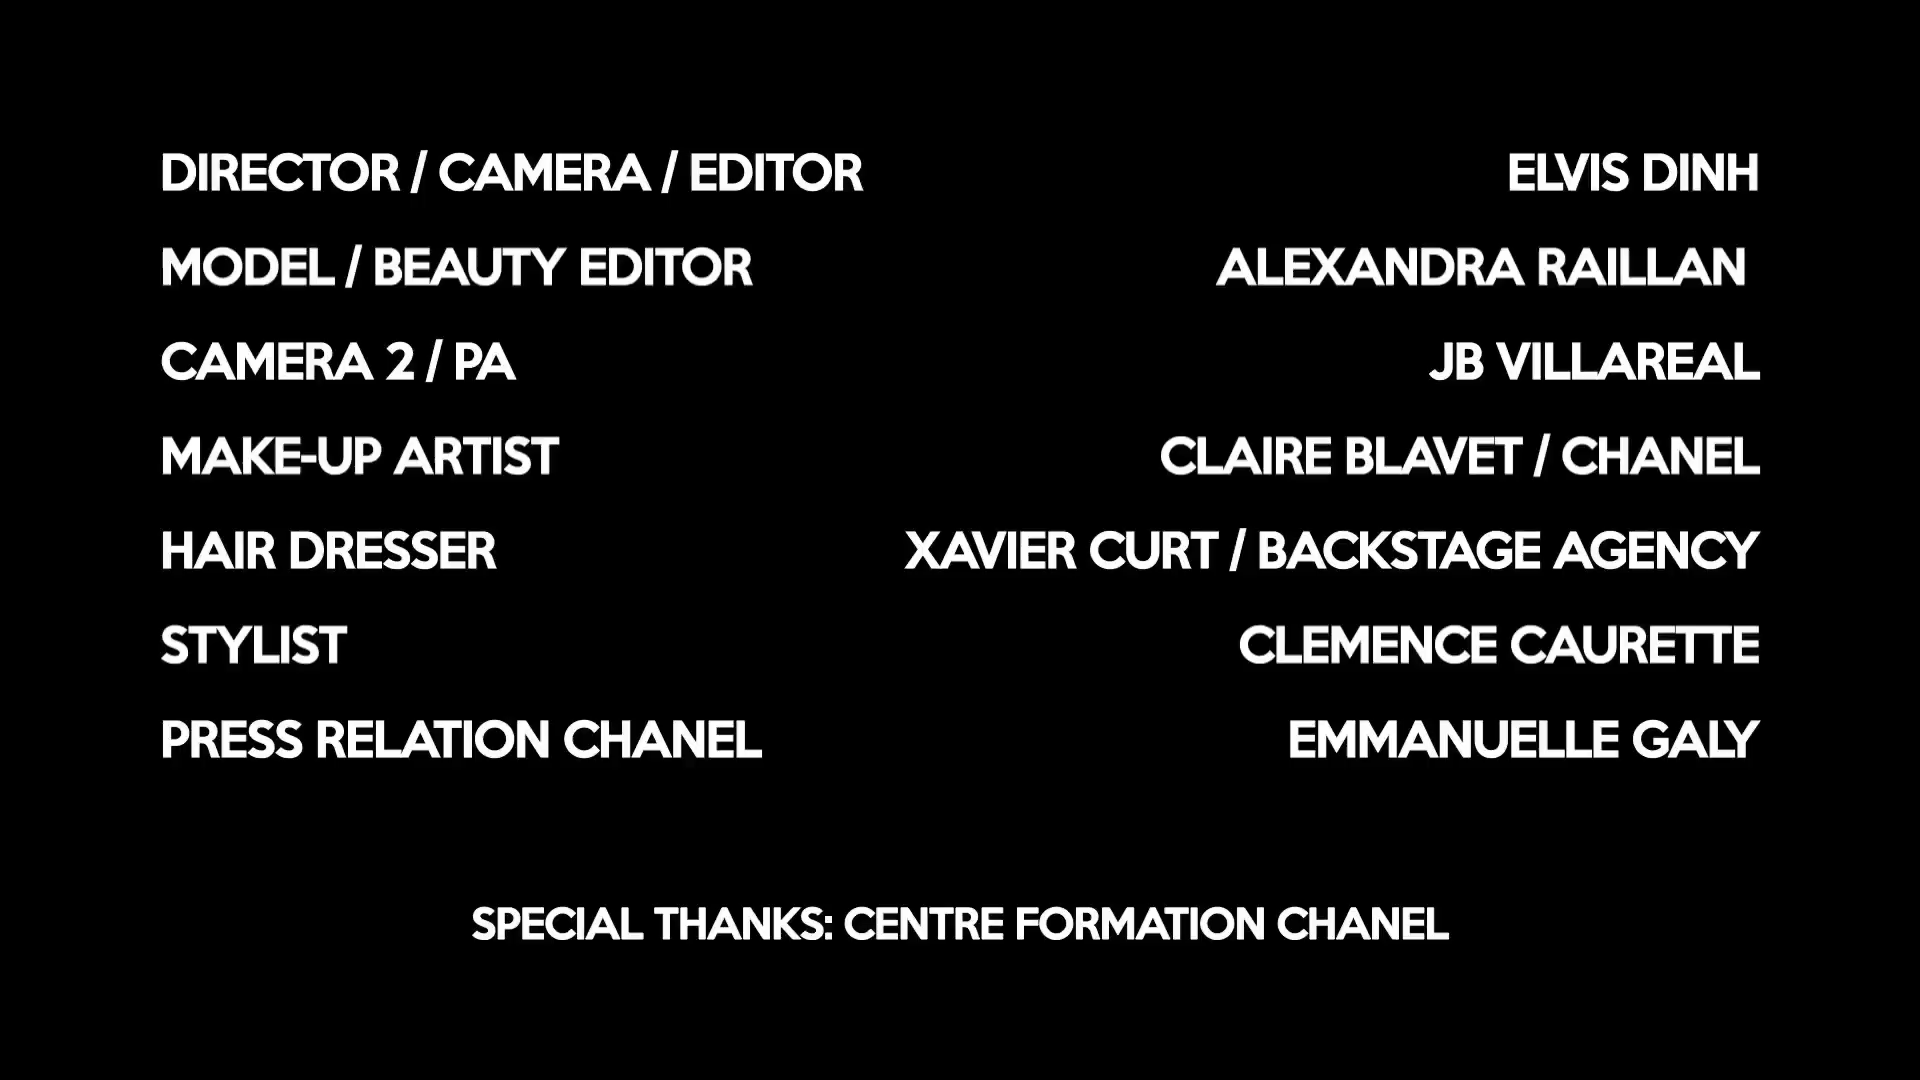 DIRECTOR / CAMERA / EDITOR ELVIS DINH
MODEL / BEAUTY EDITOR ALEXANDRA RAILLAN
CAMERA 2 / PA JB VILLAREAL
MAKE-UP ARTIST CLAIRE BLAVET / CHANEL
HAIR DRESSER XAVIER CURT / BACKSTAGE AGENCY
STYLIST CLEMENCE CAURETTE
PRESS RELATION CHANEL EMMANUELLE GALY
SPECIAL THANKS: CENTRE FORMATION CHANEL